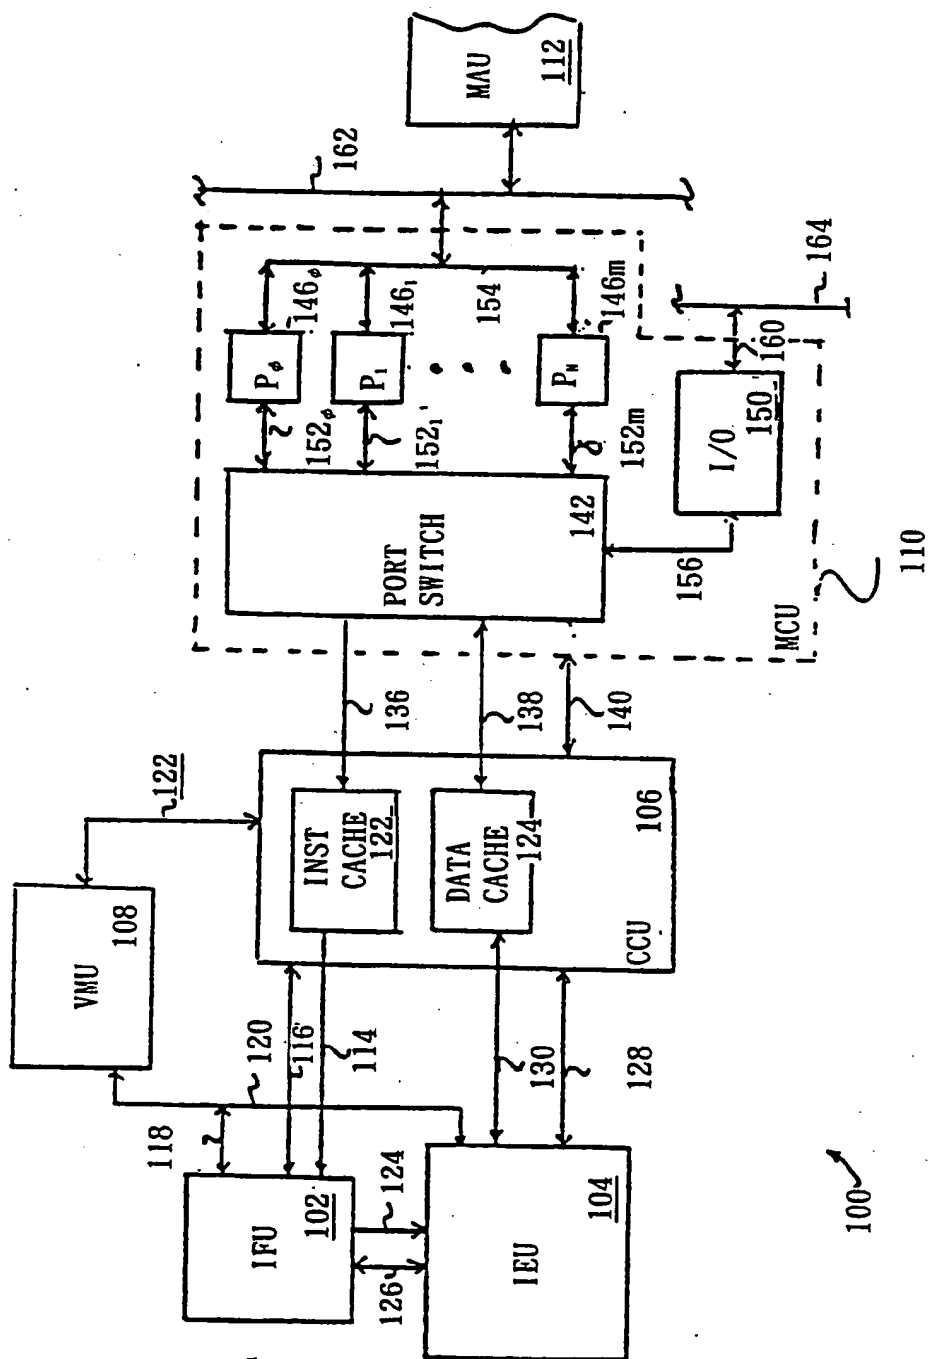 MAU
112
162
154
146φ
146₁
146m
164
Pφ
P₁
Pɴ
152φ
152₁
152m
160
I/O
150
PORT
SWITCH
142
156
MCU
110
136
138
140
122
INST
CACHE
122
DATA
CACHE
124
106
CCU
VMU
108
120
116
114
130
128
118
IFU
102
124
126
IEU
104
100